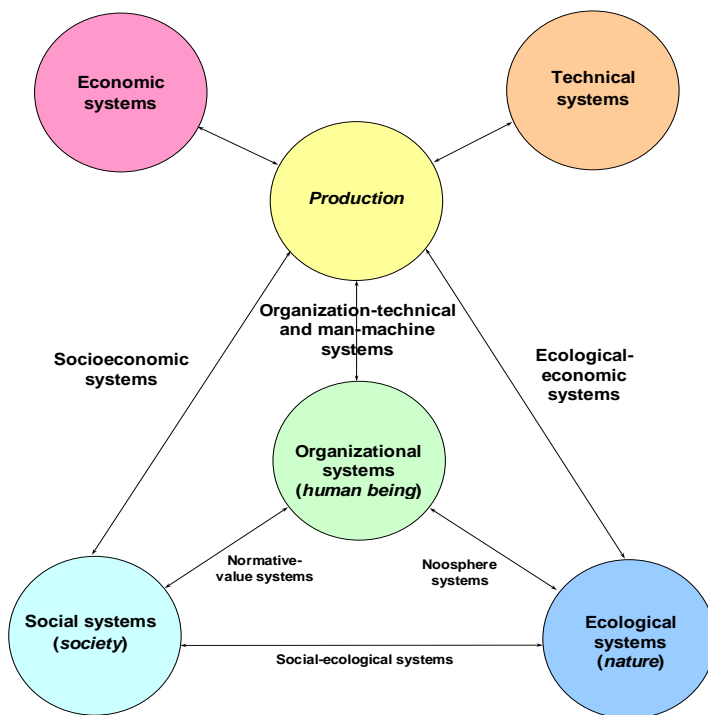 Economic
systems
Technical
systems
Production
Organization-technical
and man-machine
systems
Socioeconomic
systems
Ecological-
economic
systems
Organizational
systems
(human being)
Normative-
value systems
Noosphere
systems
Social systems
(society)
Ecological
systems
(nature)
Social-ecological systems